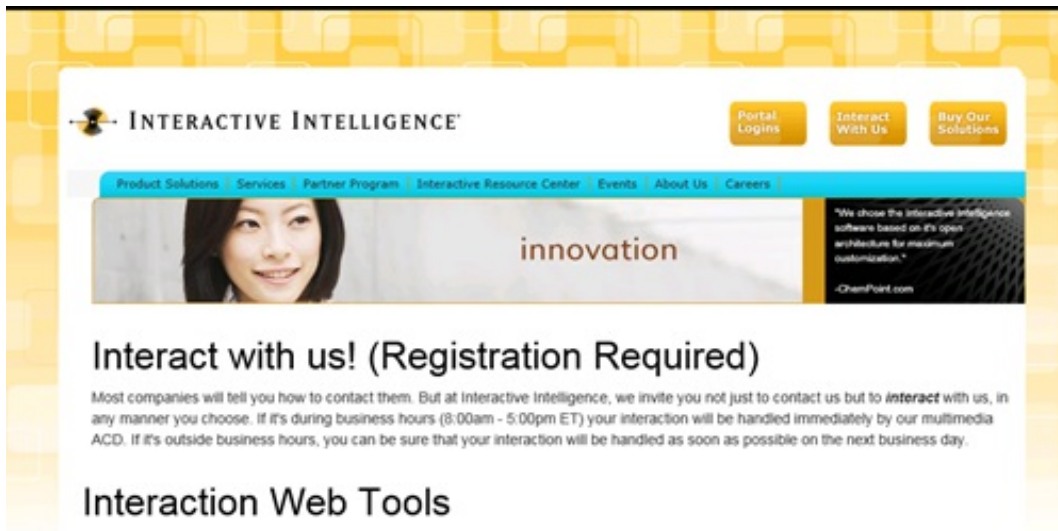 INTERACTIVE INTELLIGENCE
Portal
Logins
Interact
With Us
Buy Our
Solutions
Product Solutions Services Partner Program Interactive Resource Center Events About Us Careers
innovation
"We chose the interactive intelligence
software based on it's open
architecture for maximum
customization."
-ChemPoint.com
Interact with us! (Registration Required)
Most companies will tell you how to contact them. But at Interactive Intelligence, we invite you not just to contact us but to interact with us, in
any manner you choose. If it's during business hours (8:00am - 5:00pm ET) your interaction will be handled immediately by our multimedia
ACD. If it's outside business hours, you can be sure that your interaction will be handled as soon as possible on the next business day.
Interaction Web Tools